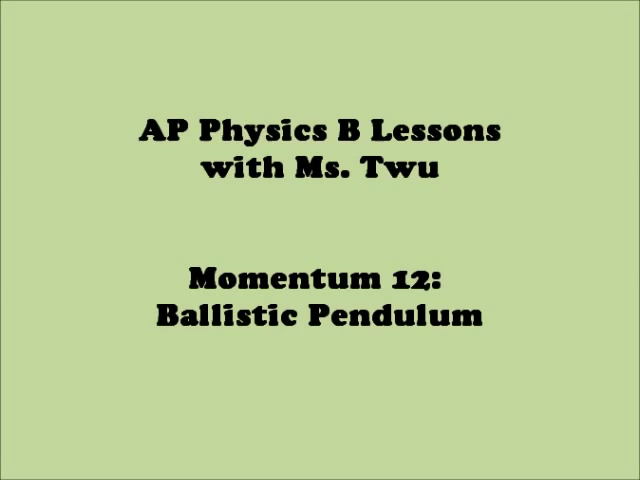 AP Physics B Lessons
with Ms. Twu
Momentum 12:
Ballistic Pendulum